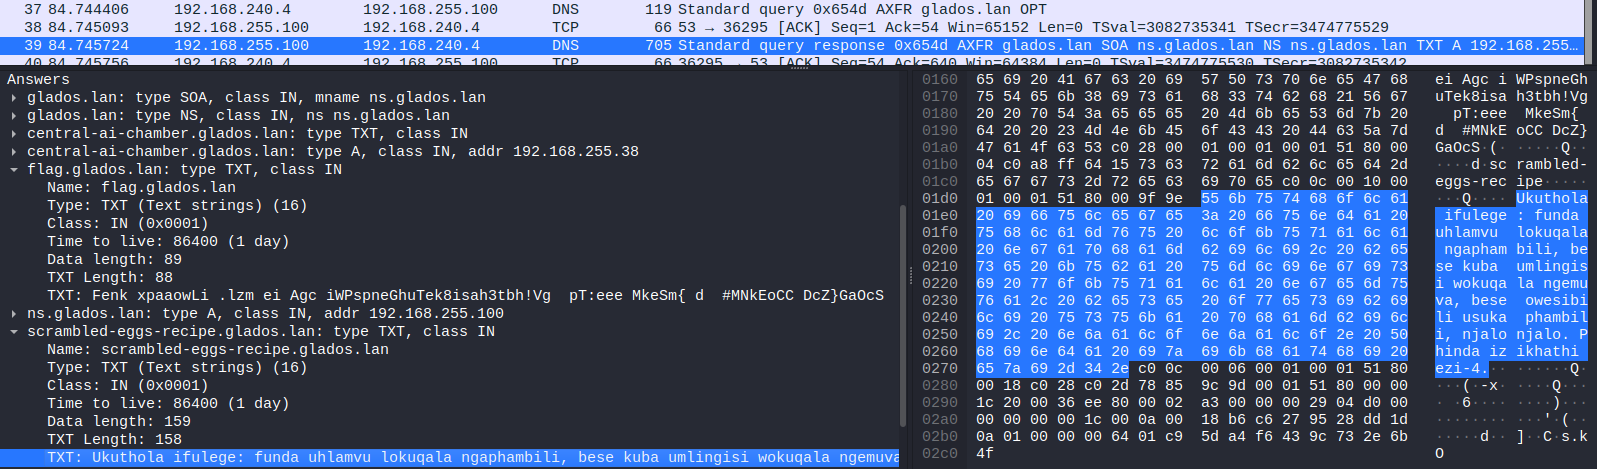 37 84.744406 192.168.240.4 192.168.255.100 DNS 119 Standard query 0x654d AXFR glados.lan OPT
38 84.745093 192.168.255.100 192.168.240.4 TCP 66 53 → 36295 [ACK] Seq=1 Ack=54 Win=65152 Len=0 TSval=3082735341 TSecr=3474775529
39 84.745724 192.168.255.100 192.168.240.4 DNS 705 Standard query response 0x654d AXFR glados.lan SOA ns.glados.lan NS ns.glados.lan TXT A 192.168.255…
40 84.745756 192.168.240.4 192.168.255.100 TCP 66 36295 → 53 [ACK] Seq=54 Ack=640 Win=64384 Len=0 TSval=3474775530 TSecr=3082735342
Answers
glados.lan: type SOA, class IN, mname ns.glados.lan
glados.lan: type NS, class IN, ns ns.glados.lan
central-ai-chamber.glados.lan: type TXT, class IN
central-ai-chamber.glados.lan: type A, class IN, addr 192.168.255.38
flag.glados.lan: type TXT, class IN
Name: flag.glados.lan
Type: TXT (Text strings) (16)
Class: IN (0x0001)
Time to live: 86400 (1 day)
Data length: 89
TXT Length: 88
TXT: Fenk xpaaowLi .lzm ei Agc iWPspneGhuTek8isah3tbh!Vg  pT:eee MkeSm{ d  #MNkEoCC DcZ}GaOcS
ns.glados.lan: type A, class IN, addr 192.168.255.100
scrambled-eggs-recipe.glados.lan: type TXT, class IN
Name: scrambled-eggs-recipe.glados.lan
Type: TXT (Text strings) (16)
Class: IN (0x0001)
Time to live: 86400 (1 day)
Data length: 159
TXT Length: 158
TXT: Ukuthola ifulege: funda uhlamvu lokuqala ngaphambili, bese kuba umlingisi wokuqala ngemuva
0160 65 69 20 41 67 63 20 69 57 50 73 70 6e 65 47 68 ei Agc i WPspneGh
0170 75 54 65 6b 38 69 73 61 68 33 74 62 68 21 56 67 uTek8isa h3tbh!Vg
0180 20 20 70 54 3a 65 65 65 20 4d 6b 65 53 6d 7b 20 pT:eee MkeSm{
0190 64 20 20 23 4d 4e 6b 45 6f 43 43 20 44 63 5a 7d d  #MNkE oCC DcZ}
01a0 47 61 4f 63 53 c0 28 00 01 00 01 00 01 51 80 00 GaOcS·(· ·····Q··
01b0 04 c0 a8 ff 64 15 73 63 72 61 6d 62 6c 65 64 2d ····d·sc rambled-
01c0 65 67 67 73 2d 72 65 63 69 70 65 c0 0c 00 10 00 eggs-rec ipe·····
01d0 01 00 01 51 80 00 9f 9e 55 6b 75 74 68 6f 6c 61 ···Q···· Ukuthola
01e0 20 69 66 75 6c 65 67 65 3a 20 66 75 6e 64 61 20 ifulege : funda
01f0 75 68 6c 61 6d 76 75 20 6c 6f 6b 75 71 61 6c 61 uhlamvu lokuqala
0200 20 6e 67 61 70 68 61 6d 62 69 6c 69 2c 20 62 65 ngapham bili, be
0210 73 65 20 6b 75 62 61 20 75 6d 6c 69 6e 67 69 73 se kuba umlingis
0220 69 20 77 6f 6b 75 71 61 6c 61 20 6e 67 65 6d 75 i wokuqa la ngemu
0230 76 61 2c 20 62 65 73 65 20 6f 77 65 73 69 62 69 va, bese owesibi
0240 6c 69 20 75 73 75 6b 61 20 70 68 61 6d 62 69 6c li usuka phambil
0250 69 2c 20 6e 6a 61 6c 6f 6e 6a 61 6c 6f 2e 20 50 i, njalo njalo. P
0260 68 69 6e 64 61 20 69 7a 69 6b 68 61 74 68 69 20 hinda iz ikhathi
0270 65 7a 69 2d 34 2e c0 0c 00 06 00 01 00 01 51 80 ezi-4.·· ······Q·
0280 00 18 c0 28 c0 2d 78 85 9c 9d 00 01 51 80 00 00 ···(·-x· ····Q···
0290 1c 20 00 36 ee 80 00 02 a3 00 00 00 29 04 d0 00 · ·6···· ····)···
02a0 00 00 00 00 1c 00 0a 00 18 b6 c6 27 95 28 dd 1d ········ ···'·(··
02b0 0a 01 00 00 00 64 01 c9 5d a4 f6 43 9c 73 2e 6b ·····d·· ]··C·s.k
02c0 4f O